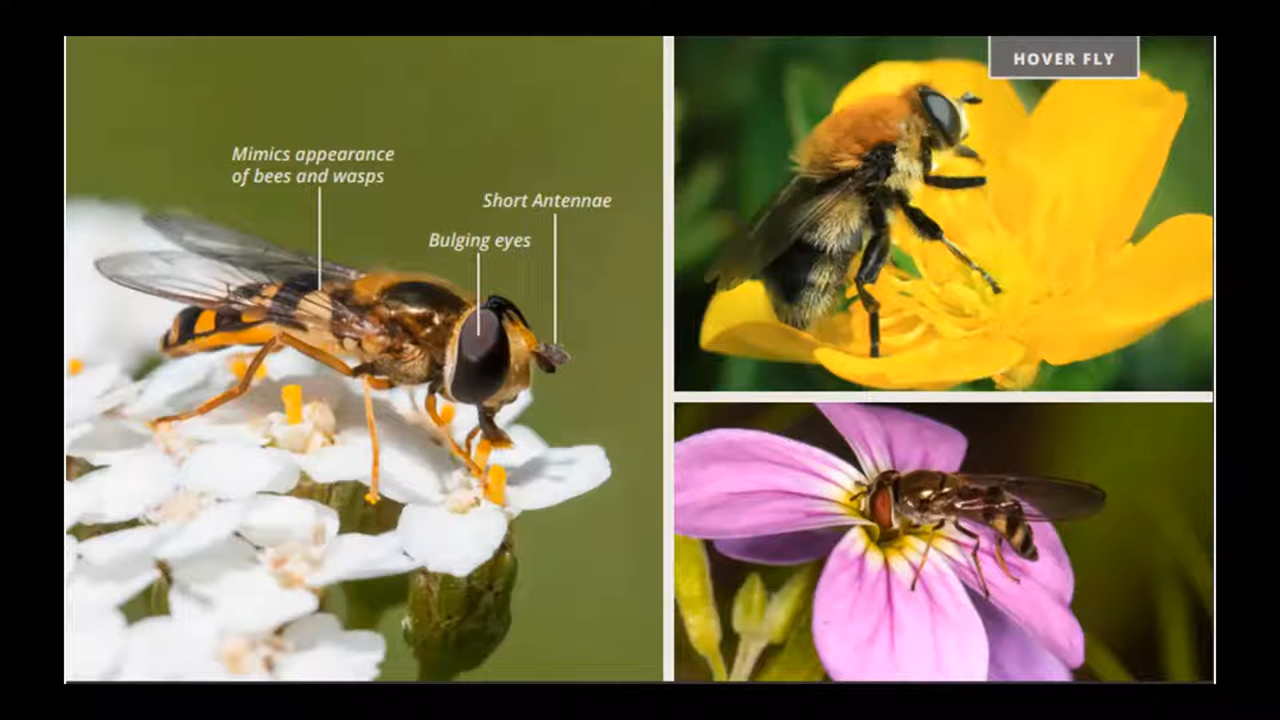 HOVER FLY
Mimics appearance
of bees and wasps
Short Antennae
Bulging eyes